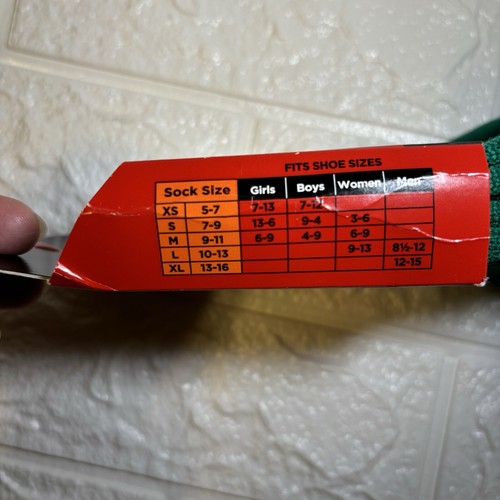 FITS SHOE SIZES
Sock Size Girls Boys Women Men
XS 5-7 7-13 7-12
S 7-9 13-6 9-4 3-6
M 9-11 6-9 4-9 6-9
L 10-13 9-13 8½-12
XL 13-16 12-15